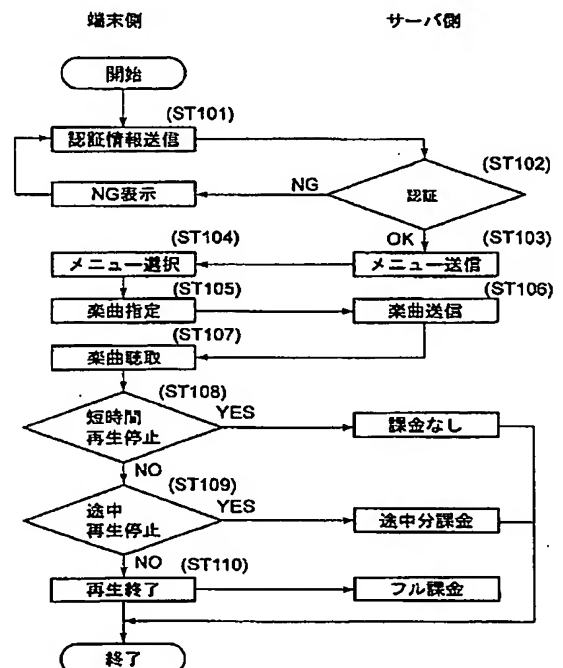 端末側
サーバ側
開始
(ST101)
認証情報送信
(ST102)
認証
NG
NG表示
OK
(ST103)
メニュー送信
(ST104)
メニュー選択
(ST105)
楽曲指定
(ST106)
楽曲送信
(ST107)
楽曲聴取
(ST108)
短時間
再生停止
YES
課金なし
NO
(ST109)
途中
再生停止
YES
途中分課金
NO
(ST110)
再生終了
フル課金
終了